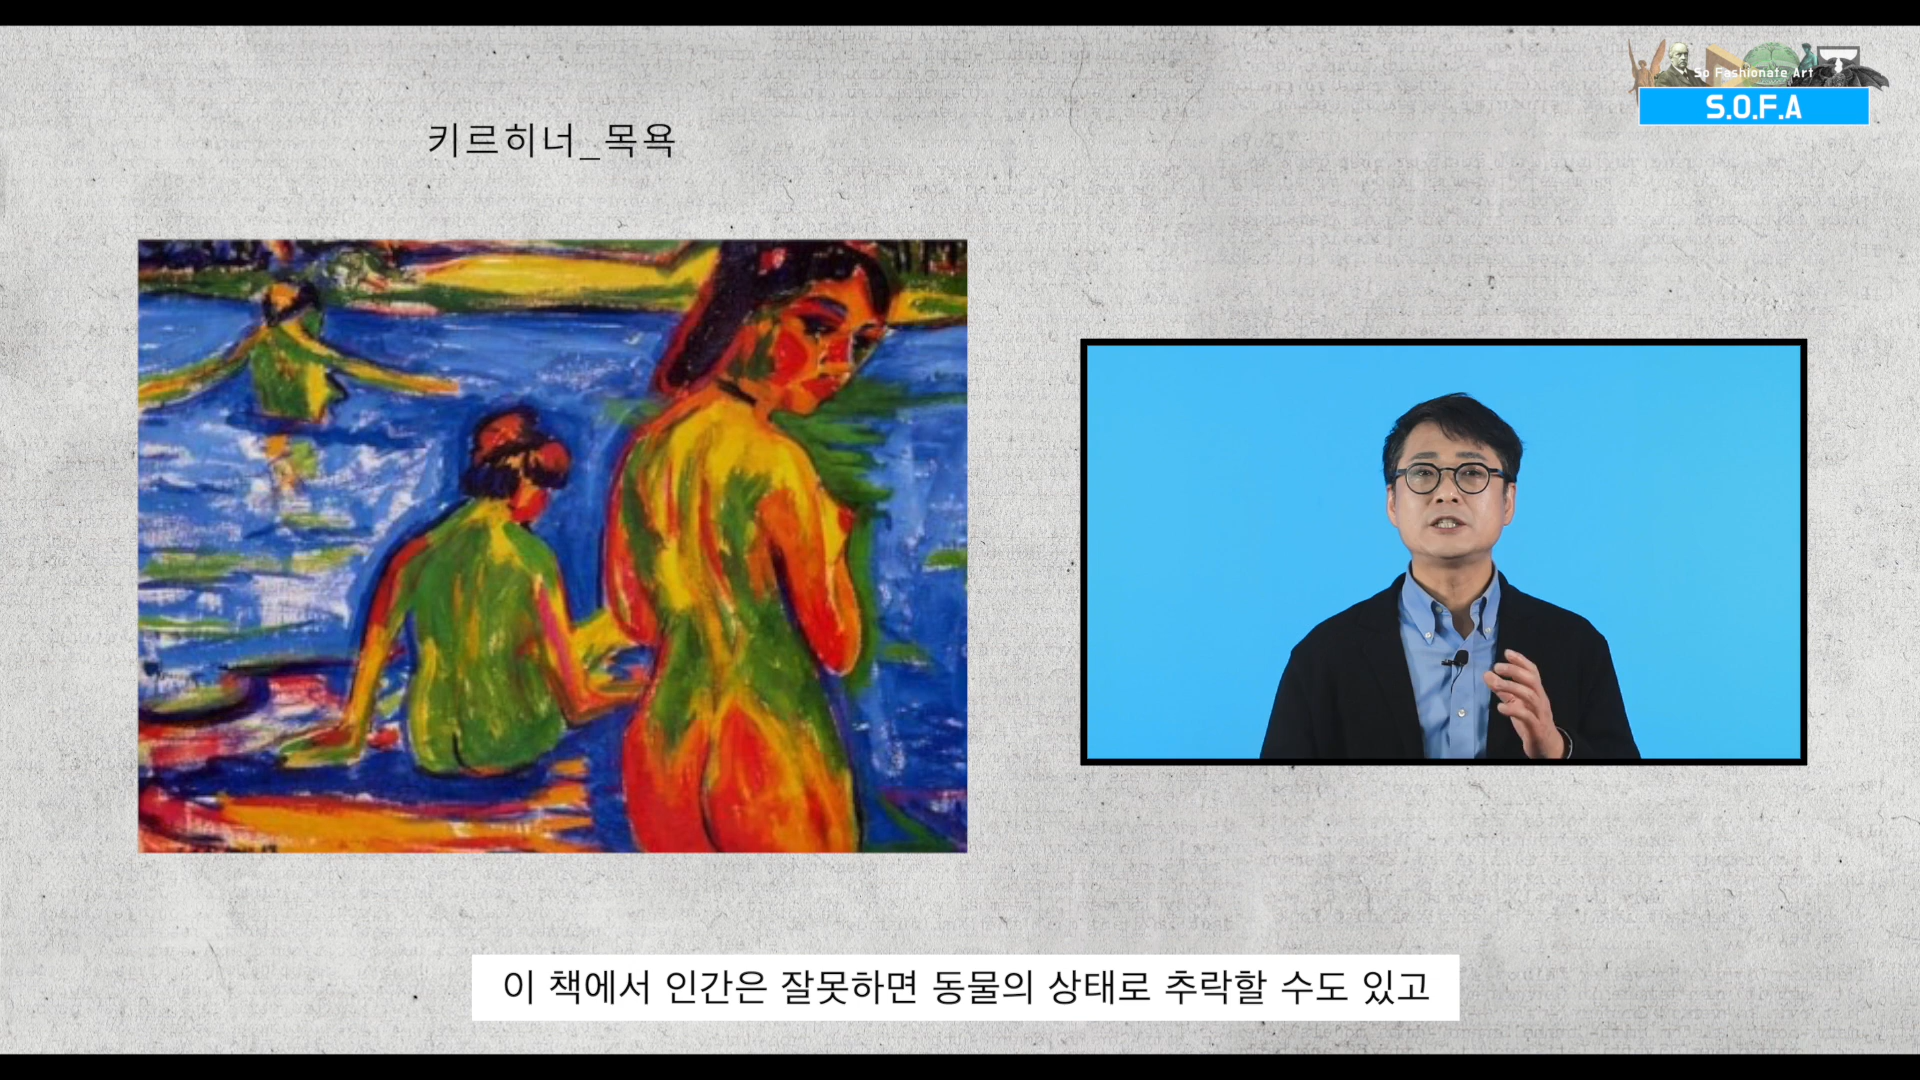 So Fashionate Art
S.O.F.A
키르히너_목욕
이 책에서 인간은 잘못하면 동물의 상태로 추락할 수도 있고